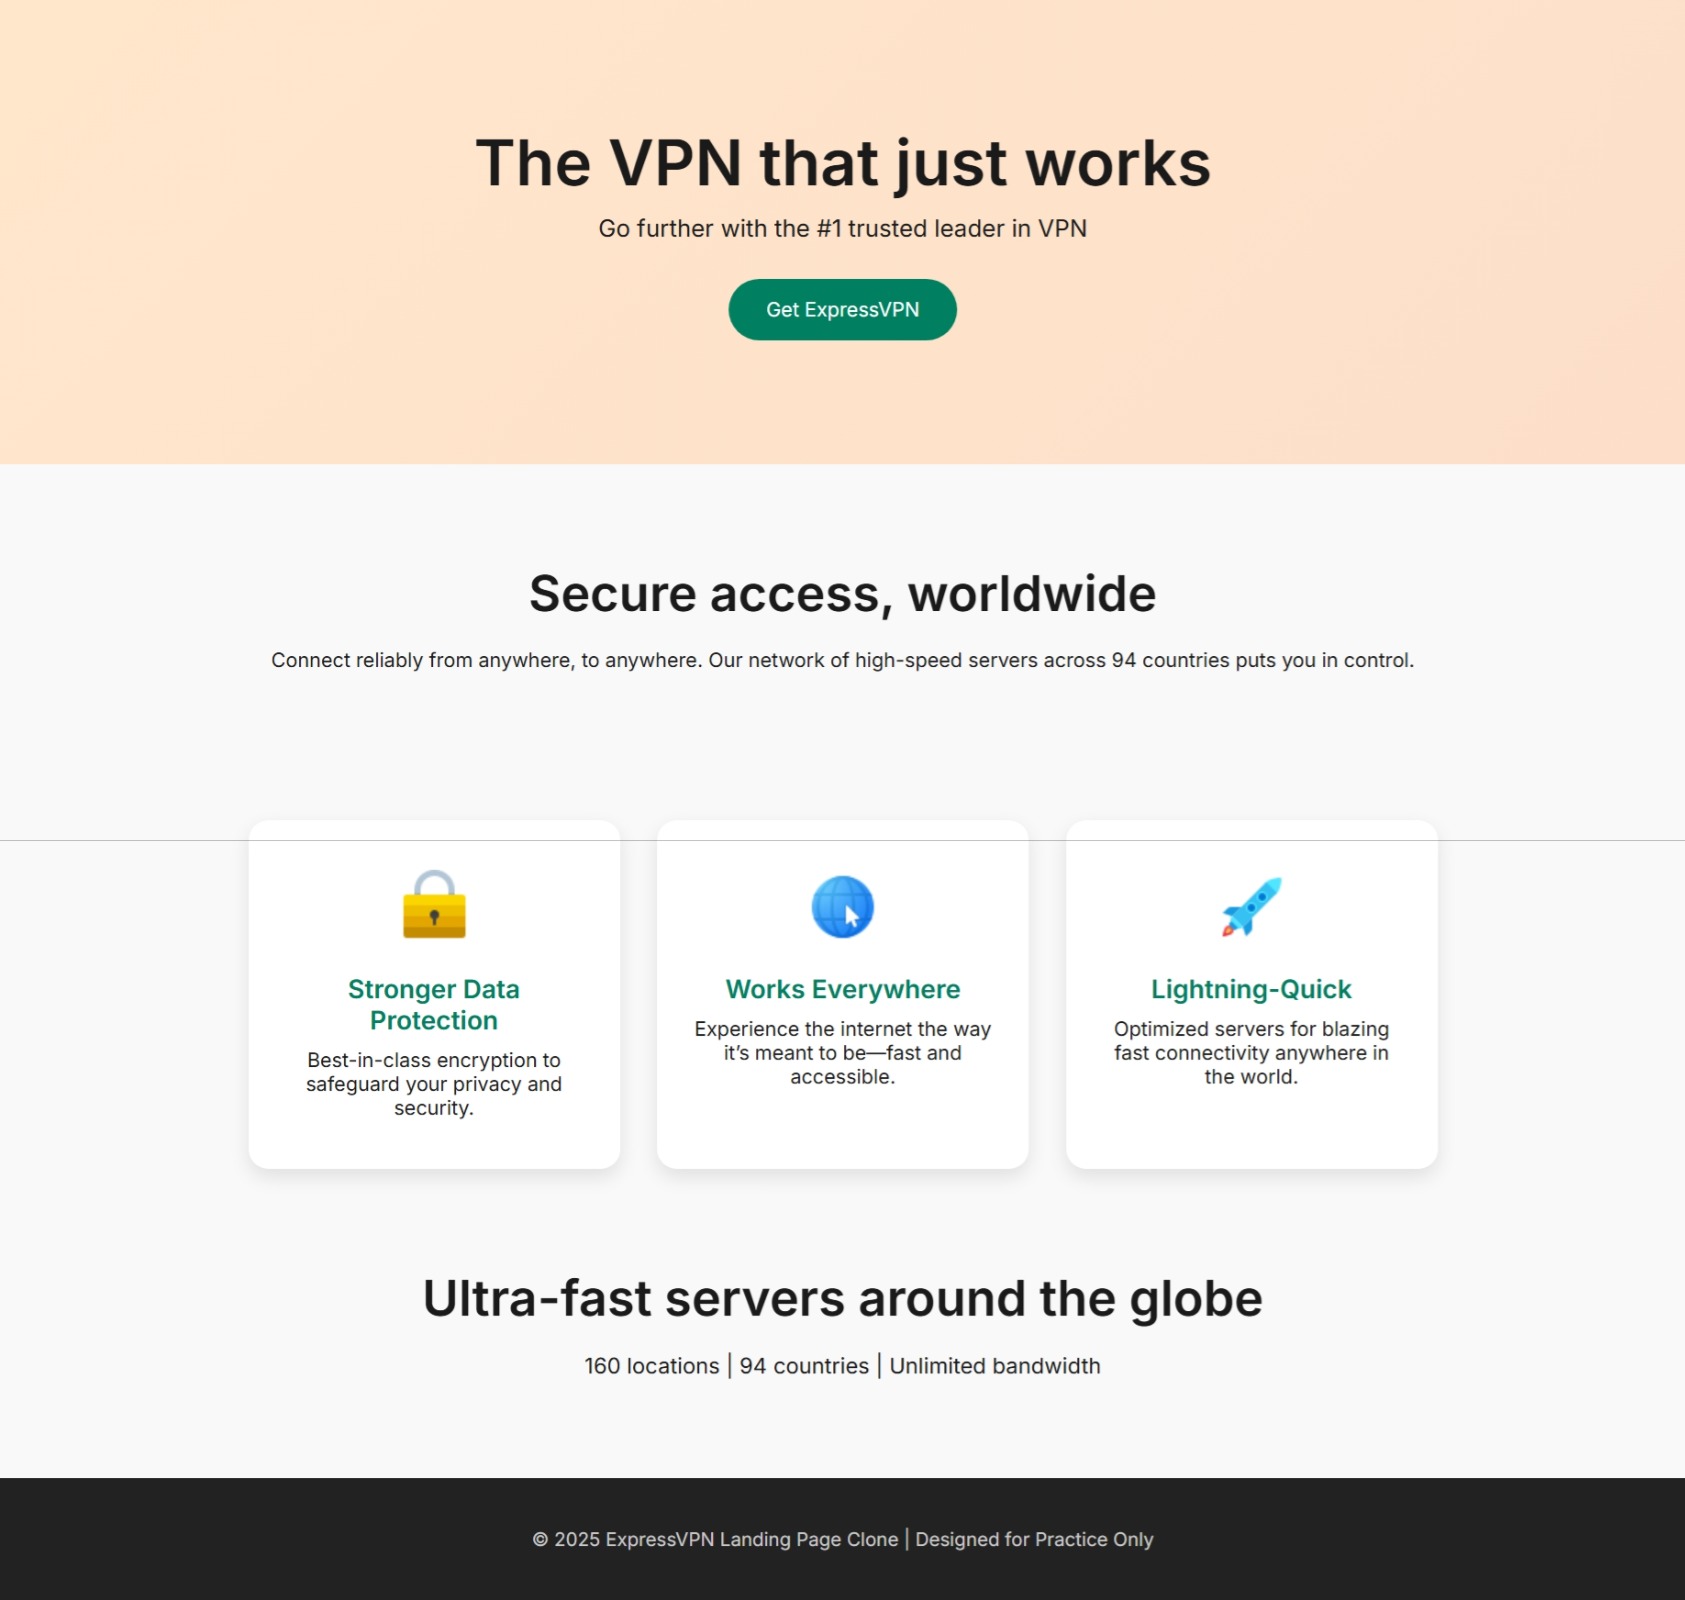 The VPN that just works
Go further with the #1 trusted leader in VPN
Get ExpressVPN
Secure access, worldwide
Connect reliably from anywhere, to anywhere. Our network of high-speed servers across 94 countries puts you in control.
Stronger Data
Protection
Best-in-class encryption to
safeguard your privacy and
security.
Works Everywhere
Experience the internet the way
it’s meant to be—fast and
accessible.
Lightning-Quick
Optimized servers for blazing
fast connectivity anywhere in
the world.
Ultra-fast servers around the globe
160 locations | 94 countries | Unlimited bandwidth
© 2025 ExpressVPN Landing Page Clone | Designed for Practice Only